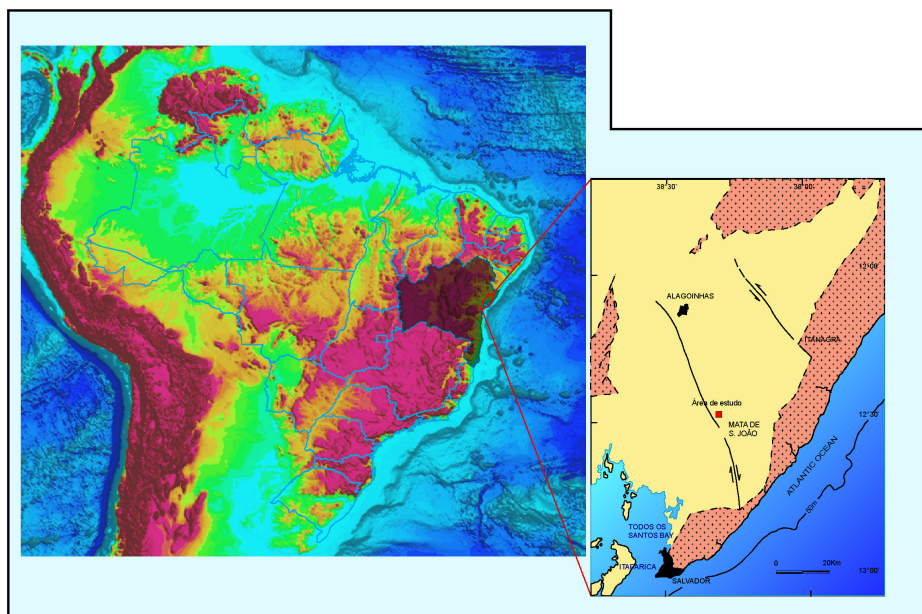 38°30'
38°00'
12°00'
ALAGOINHAS
ITANAGRA
Área de estudo
12°30'
MATA DE
S. JOÃO
ATLANTIC OCEAN
50m
TODOS OS
SANTOS BAY
ITAPARICA
SALVADOR
0
20Km
13°00'